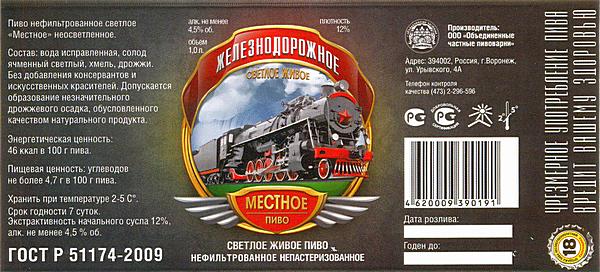 Пиво нефильтрованное светлое
«Местное» неосветленное.
Состав: вода исправленная, солод
ячменный светлый, хмель, дрожжи.
Без добавления консервантов и
искусственных красителей. Допускается
образование незначительного
дрожжевого осадка, обусловленного
качеством натурального продукта.
Энергетическая ценность:
46 ккал в 100 г пива.
Пищевая ценность: углеводов
не более 4,7 г в 100 г пива.
Хранить при температуре 2-5 С°.
Срок годности 7 суток.
Экстрактивность начального сусла 12%,
алк. не менее 4,5 % об.
ГОСТ Р 51174-2009
алк. не менее
4,5% об.
объем
1,0 л.
плотность
12%
ЖЕЛЕЗНОДОРОЖНОЕ
СВЕТЛОЕ ЖИВОЕ
МЕСТНОЕ
ПИВО
СВЕТЛОЕ ЖИВОЕ ПИВО
НЕФИЛЬТРОВАННОЕ НЕПАСТЕРИЗОВАННОЕ
Производитель:
ООО «Объединенные
частные пивоварни»
Адрес: 394002, Россия, г.Воронеж,
ул. Урывского, 4А
Телефон контроля
качества (473) 2-296-596
4 620009 390191
Дата розлива:
Годен до:
ЧРЕЗМЕРНОЕ УПОТРЕБЛЕНИЕ ПИВА
ВРЕДИТ ВАШЕМУ ЗДОРОВЬЮ
18